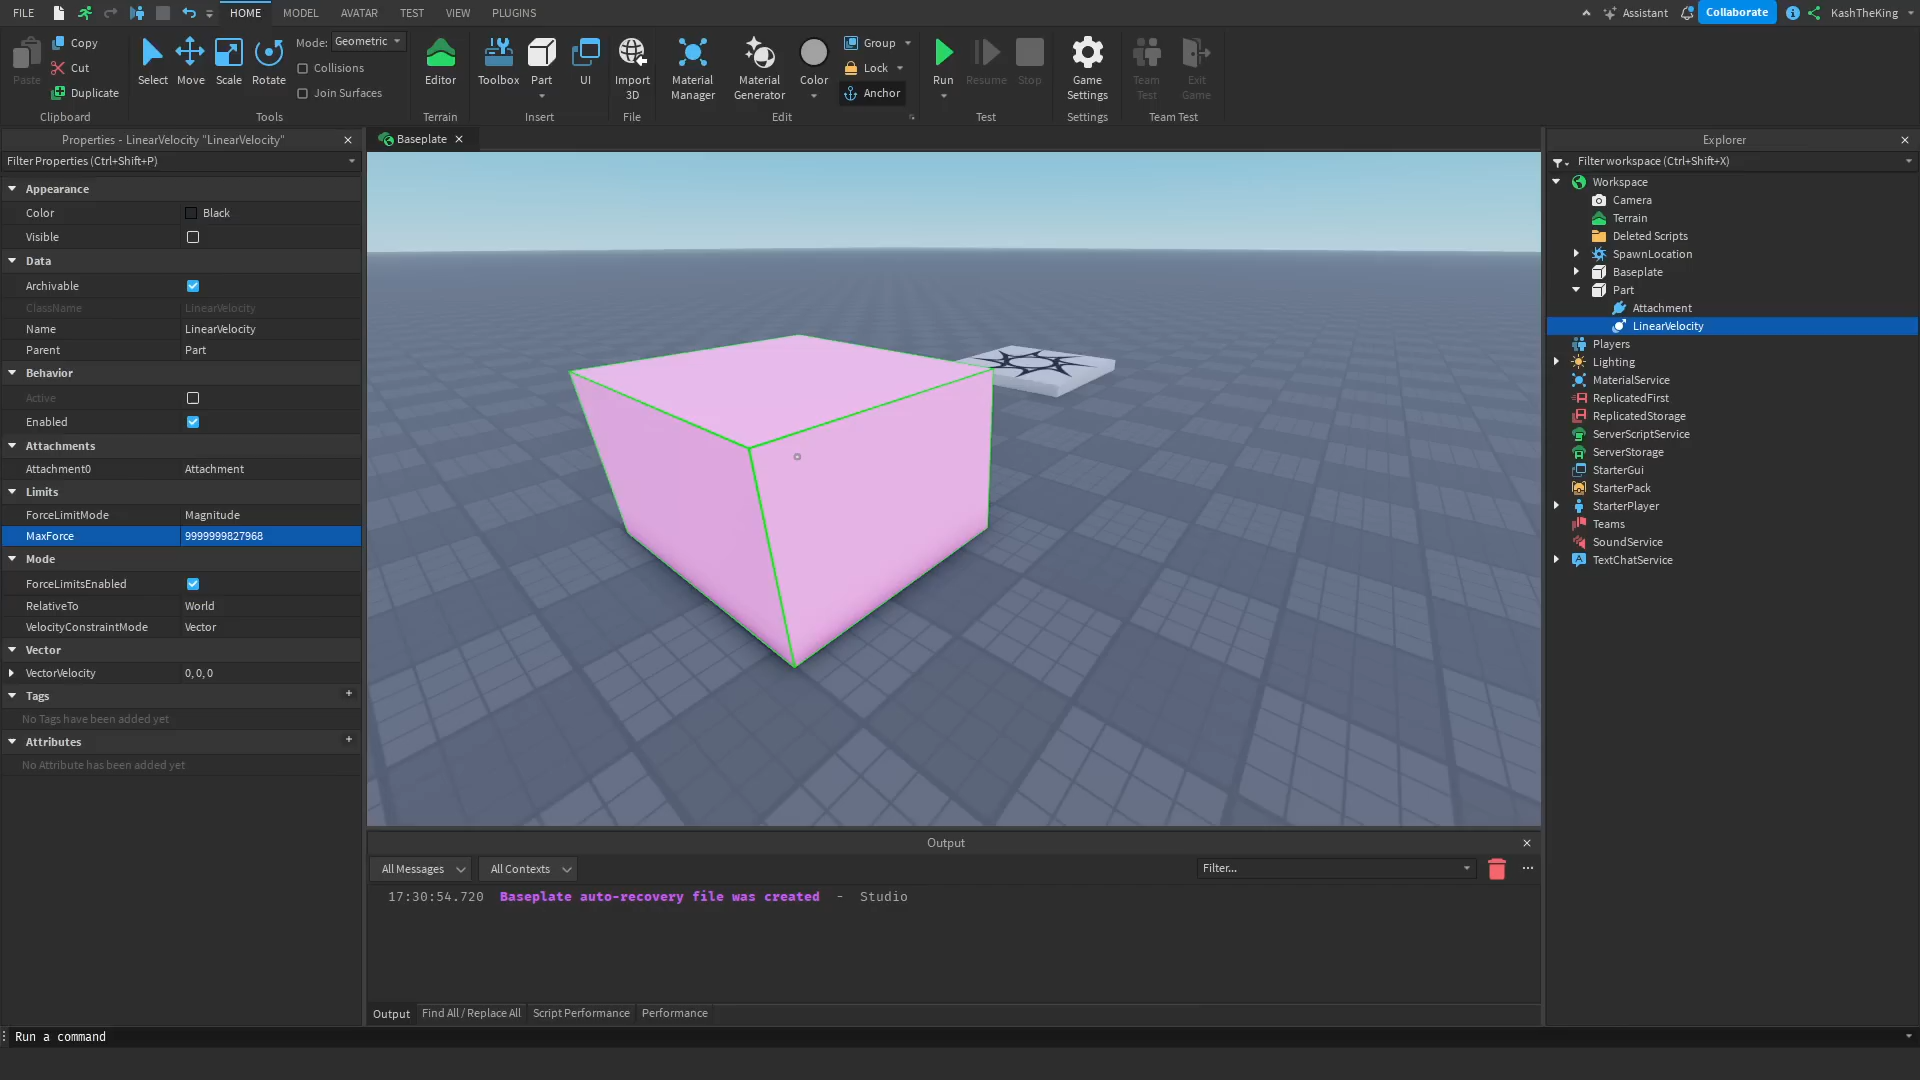 FILE HOME MODEL AVATAR TEST VIEW PLUGINS Assistant Collaborate KashTheKing
Paste Copy Cut Duplicate Clipboard
Select Move Scale Rotate Mode: Geometric Collisions Join Surfaces Tools
Editor Terrain
Toolbox Part UI Insert
Import 3D File
Material Manager Material Generator Color Group Lock Anchor Edit
Run Resume Stop Test
Game Settings Settings
Team Test Exit Game Team Test
Properties - LinearVelocity "LinearVelocity"
Filter Properties (Ctrl+Shift+P)
Appearance
Color Black
Visible
Data
Archivable
ClassName LinearVelocity
Name LinearVelocity
Parent Part
Behavior
Active
Enabled
Attachments
Attachment0 Attachment
Limits
ForceLimitMode Magnitude
MaxForce 9999999827968
Mode
ForceLimitsEnabled
RelativeTo World
VelocityConstraintMode Vector
Vector
VectorVelocity 0, 0, 0
Tags +
No Tags have been added yet
Attributes +
No Attribute has been added yet
Baseplate
Output
All Messages All Contexts Filter...
17:30:54.720 Baseplate auto-recovery file was created - Studio
Output Find All / Replace All Script Performance Performance
Run a command
Explorer
Filter workspace (Ctrl+Shift+X)
Workspace
Camera
Terrain
Deleted Scripts
SpawnLocation
Baseplate
Part
Attachment
LinearVelocity
Players
Lighting
MaterialService
ReplicatedFirst
ReplicatedStorage
ServerScriptService
ServerStorage
StarterGui
StarterPack
StarterPlayer
Teams
SoundService
TextChatService